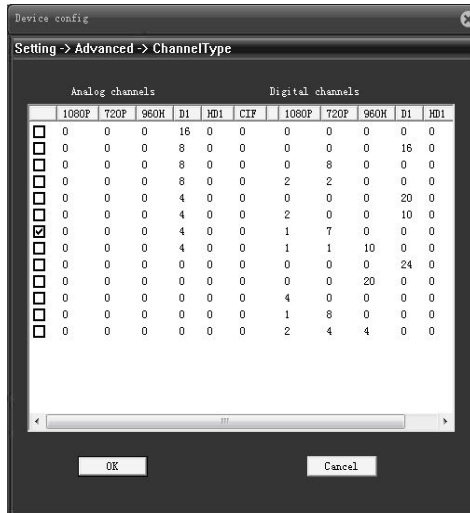 Device config
Setting -> Advanced -> ChannelType
Analog channels Digital channels
1080P 720P 960H D1 HD1 CIF 1080P 720P 960H D1 HD1
0 0 0 16 0 0 0 0 0 0 0
0 0 0 8 0 0 0 0 0 16 0
0 0 0 8 0 0 0 8 0 0 0
0 0 0 8 0 0 2 2 0 0 0
0 0 0 4 0 0 0 0 0 20 0
0 0 0 4 0 0 2 0 0 10 0
0 0 0 4 0 0 1 7 0 0 0
0 0 0 4 0 0 1 1 10 0 0
0 0 0 0 0 0 0 0 0 24 0
0 0 0 0 0 0 0 0 20 0 0
0 0 0 0 0 0 4 0 0 0 0
0 0 0 0 0 0 1 8 0 0 0
0 0 0 0 0 0 2 4 4 0 0
OK Cancel